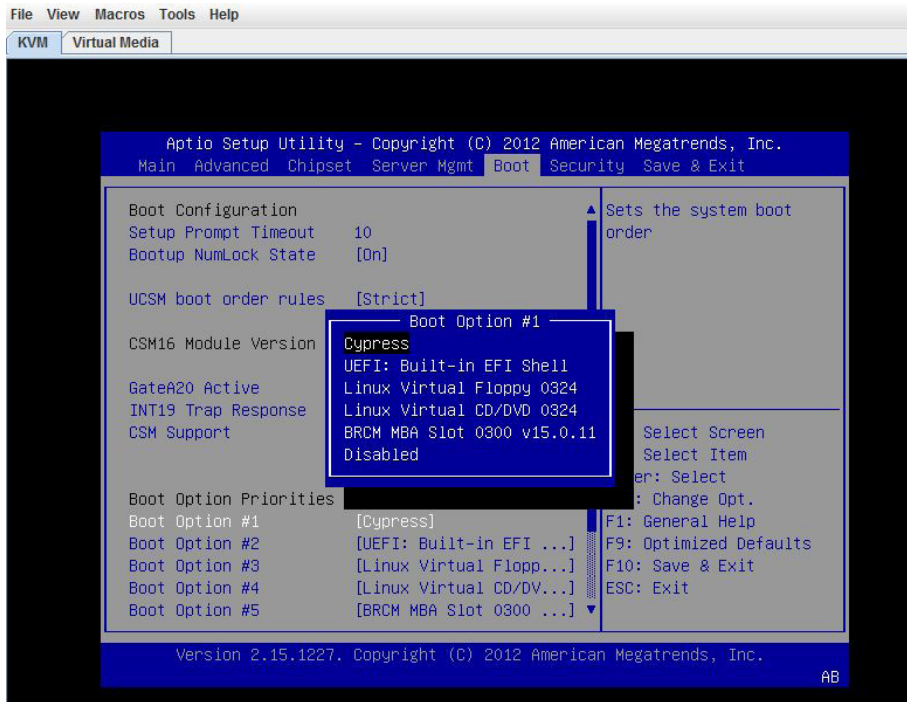 File View Macros Tools Help
KVM Virtual Media
Aptio Setup Utility – Copyright (C) 2012 American Megatrends, Inc.
Main Advanced Chipset Server Mgmt Boot Security Save & Exit
Boot Configuration
Setup Prompt Timeout 10
Bootup NumLock State [On]
UCSM boot order rules [Strict]
CSM16 Module Version
GateA20 Active
INT19 Trap Response
CSM Support
Boot Option Priorities
Boot Option #1 [Cypress]
Boot Option #2 [UEFI: Built-in EFI ...]
Boot Option #3 [Linux Virtual Flopp...]
Boot Option #4 [Linux Virtual CD/DV...]
Boot Option #5 [BRCM MBA Slot 0300 ...]
Boot Option #1
Cypress
UEFI: Built-in EFI Shell
Linux Virtual Floppy 0324
Linux Virtual CD/DVD 0324
BRCM MBA Slot 0300 v15.0.11
Disabled
Sets the system boot
order
Select Screen
Select Item
er: Select
: Change Opt.
F1: General Help
F9: Optimized Defaults
F10: Save & Exit
ESC: Exit
Version 2.15.1227. Copyright (C) 2012 American Megatrends, Inc.
AB